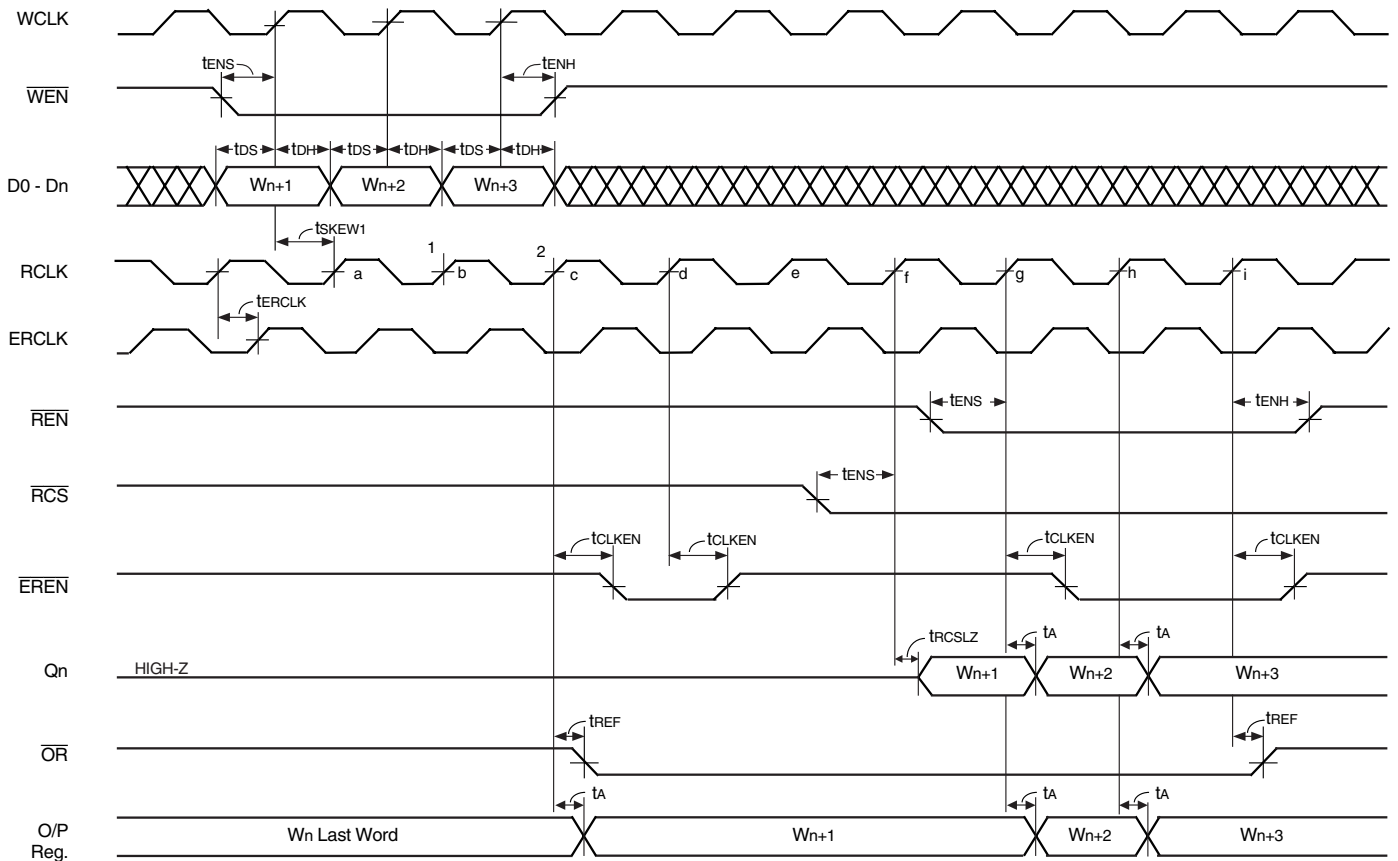 WCLK
tENS
tENH
WEN
tDS
tDH
tDS
tDH
tDS
tDH
D0 - Dn
Wn+1
Wn+2
Wn+3
tSKEW1
1
2
RCLK
a
b
c
d
e
f
g
h
i
tERCLK
ERCLK
REN
tENS
tENH
RCS
tENS
tCLKEN
tCLKEN
tCLKEN
tCLKEN
EREN
tRCSLZ
tA
tA
Qn
HIGH-Z
Wn+1
Wn+2
Wn+3
tREF
tREF
OR
tA
tA
tA
O/P
Reg.
Wn Last Word
Wn+1
Wn+2
Wn+3